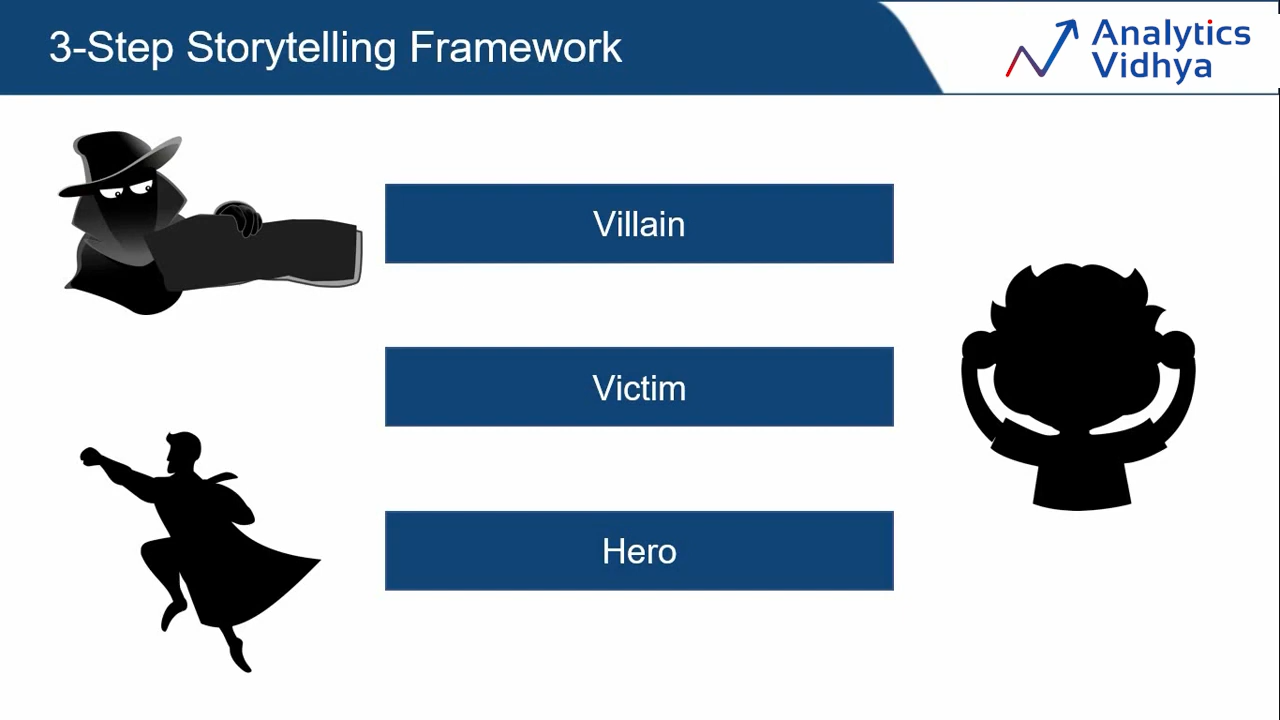 3-Step Storytelling Framework
Analytics
Vidhya
Villain
Victim
Hero